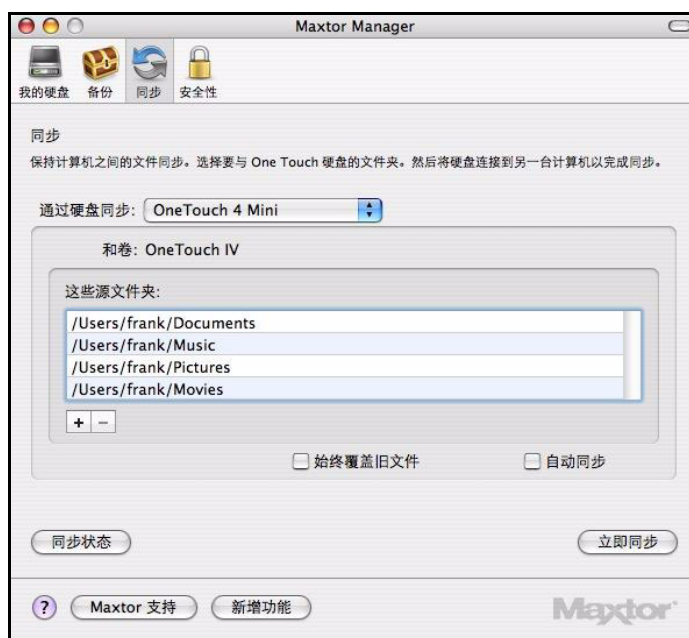 Maxtor Manager
我的硬盘 备份 同步 安全性
同步
保持计算机之间的文件同步。选择要与 One Touch 硬盘的文件夹。然后将硬盘连接到另一台计算机以完成同步。
通过硬盘同步: OneTouch 4 Mini
和卷: OneTouch IV
这些源文件夹:
/Users/frank/Documents
/Users/frank/Music
/Users/frank/Pictures
/Users/frank/Movies
+ −
始终覆盖旧文件 自动同步
同步状态 立即同步
? Maxtor 支持 新增功能 Maxtor